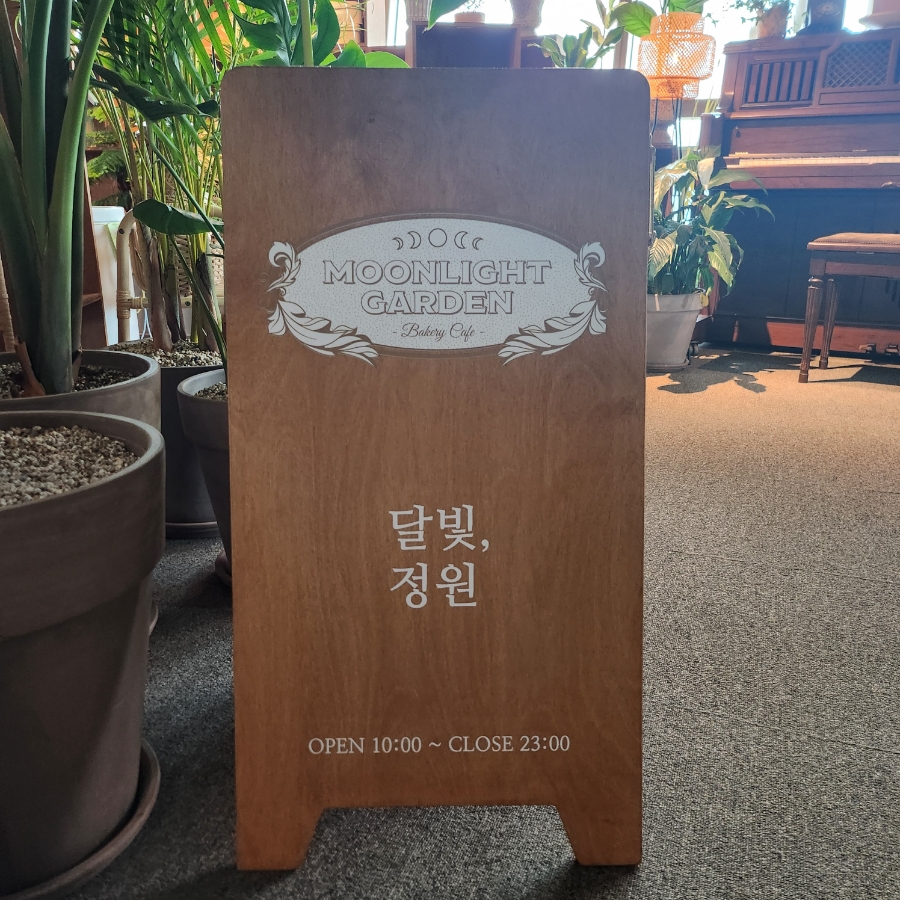 MOONLIGHT
GARDEN
- Bakery Cafe -
달빛,
정원
OPEN 10:00 ~ CLOSE 23:00